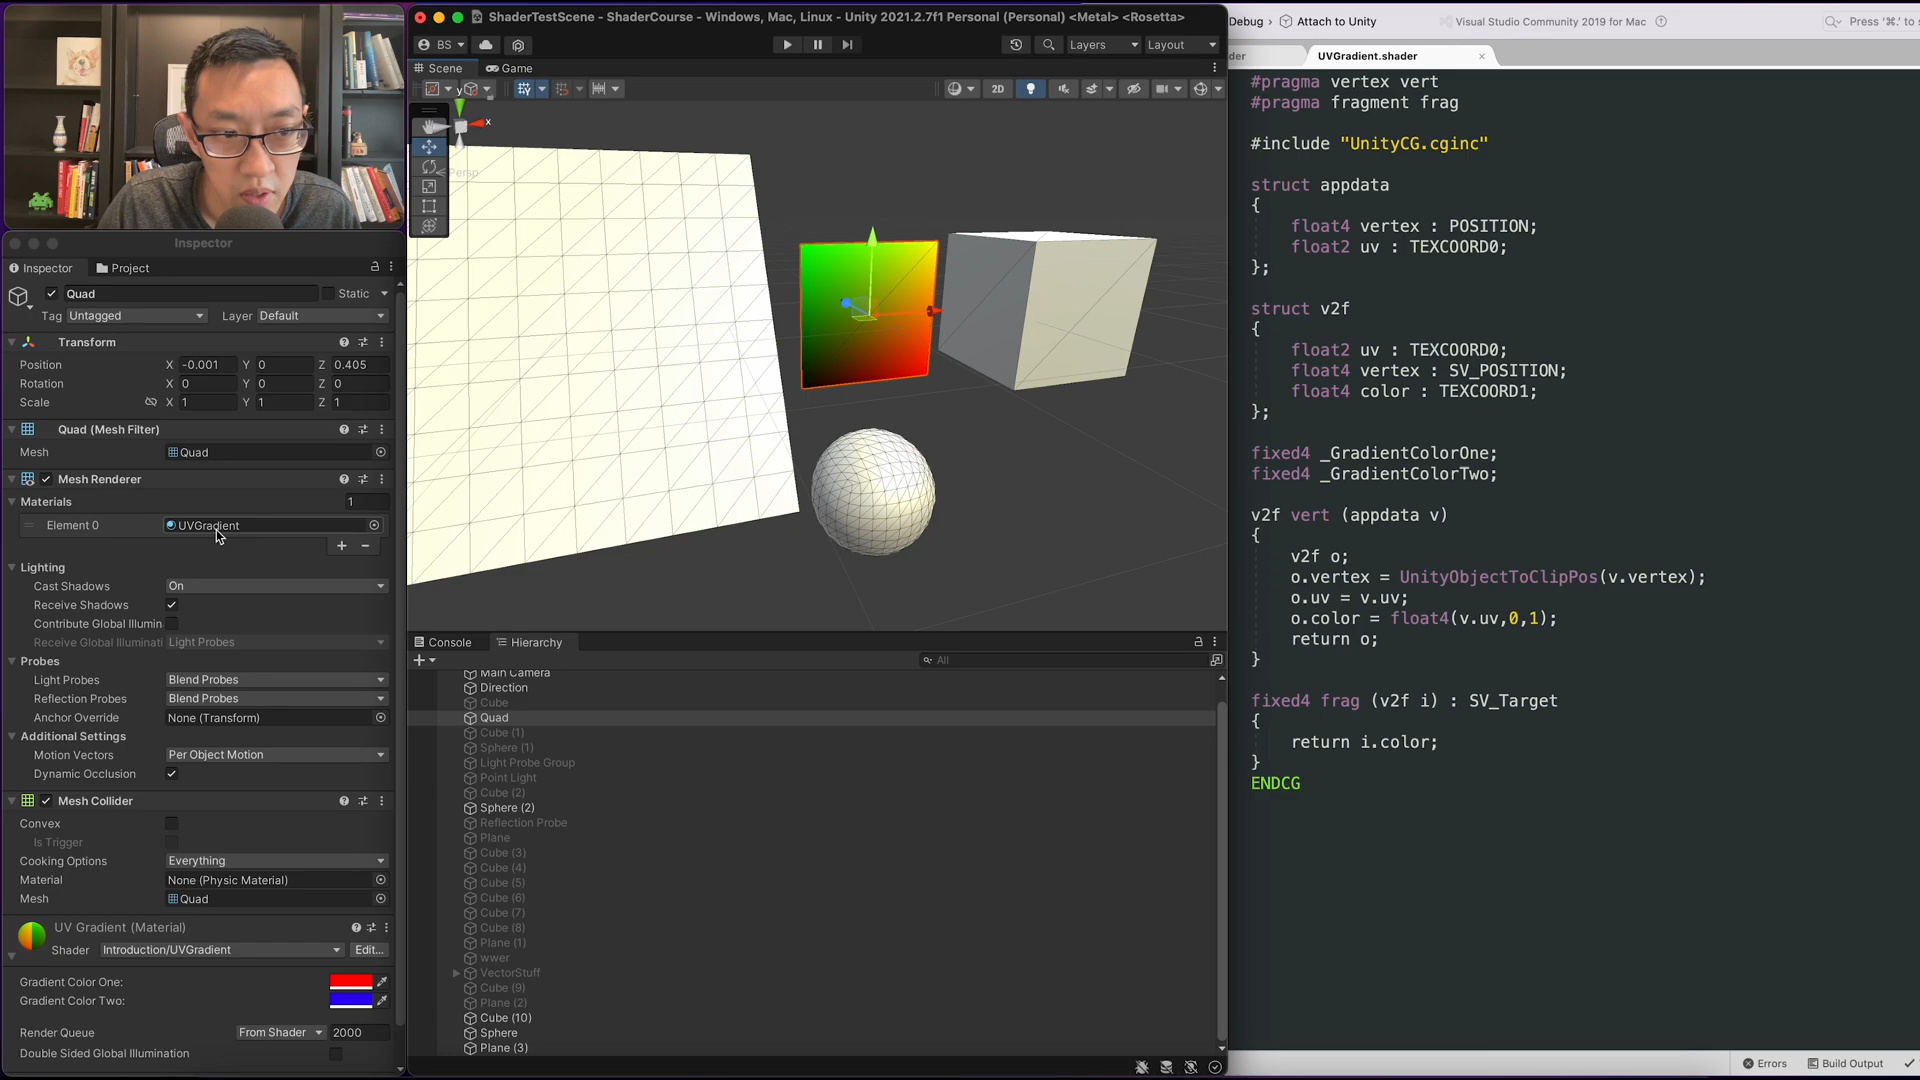 ShaderTestScene - ShaderCourse - Windows, Mac, Linux - Unity 2021.2.7f1 Personal (Personal) <Metal> <Rosetta>
BS
Layers
Layout
Scene
Game
2D
y
x
Persp
Inspector
Inspector
Project
Quad
Static
Tag
Untagged
Layer
Default
Transform
Position
X -0.001
Y 0
Z 0.405
Rotation
X 0
Y 0
Z 0
Scale
X 1
Y 1
Z 1
Quad (Mesh Filter)
Mesh
Quad
Mesh Renderer
Materials
1
Element 0
UVGradient
Lighting
Cast Shadows
On
Receive Shadows
Contribute Global Illumin
Receive Global Illuminati
Light Probes
Probes
Light Probes
Blend Probes
Reflection Probes
Blend Probes
Anchor Override
None (Transform)
Additional Settings
Motion Vectors
Per Object Motion
Dynamic Occlusion
Mesh Collider
Convex
Is Trigger
Cooking Options
Everything
Material
None (Physic Material)
Mesh
Quad
UV Gradient (Material)
Shader
Introduction/UVGradient
Edit...
Gradient Color One:
Gradient Color Two:
Render Queue
From Shader
2000
Double Sided Global Illumination
Console
Hierarchy
All
Main Camera
Direction
Cube
Quad
Cube (1)
Sphere (1)
Light Probe Group
Point Light
Cube (2)
Sphere (2)
Reflection Probe
Plane
Cube (3)
Cube (4)
Cube (5)
Cube (6)
Cube (7)
Cube (8)
Plane (1)
wwer
VectorStuff
Cube (9)
Plane (2)
Cube (10)
Sphere
Plane (3)
Debug › Attach to Unity
Visual Studio Community 2019 for Mac
Press '⌘.' to s
der
UVGradient.shader
#pragma vertex vert
#pragma fragment frag
#include "UnityCG.cginc"
struct appdata
{
float4 vertex : POSITION;
float2 uv : TEXCOORD0;
};
struct v2f
{
float2 uv : TEXCOORD0;
float4 vertex : SV_POSITION;
float4 color : TEXCOORD1;
};
fixed4 _GradientColorOne;
fixed4 _GradientColorTwo;
v2f vert (appdata v)
{
v2f o;
o.vertex = UnityObjectToClipPos(v.vertex);
o.uv = v.uv;
o.color = float4(v.uv,0,1);
return o;
}
fixed4 frag (v2f i) : SV_Target
{
return i.color;
}
ENDCG
Errors
Build Output